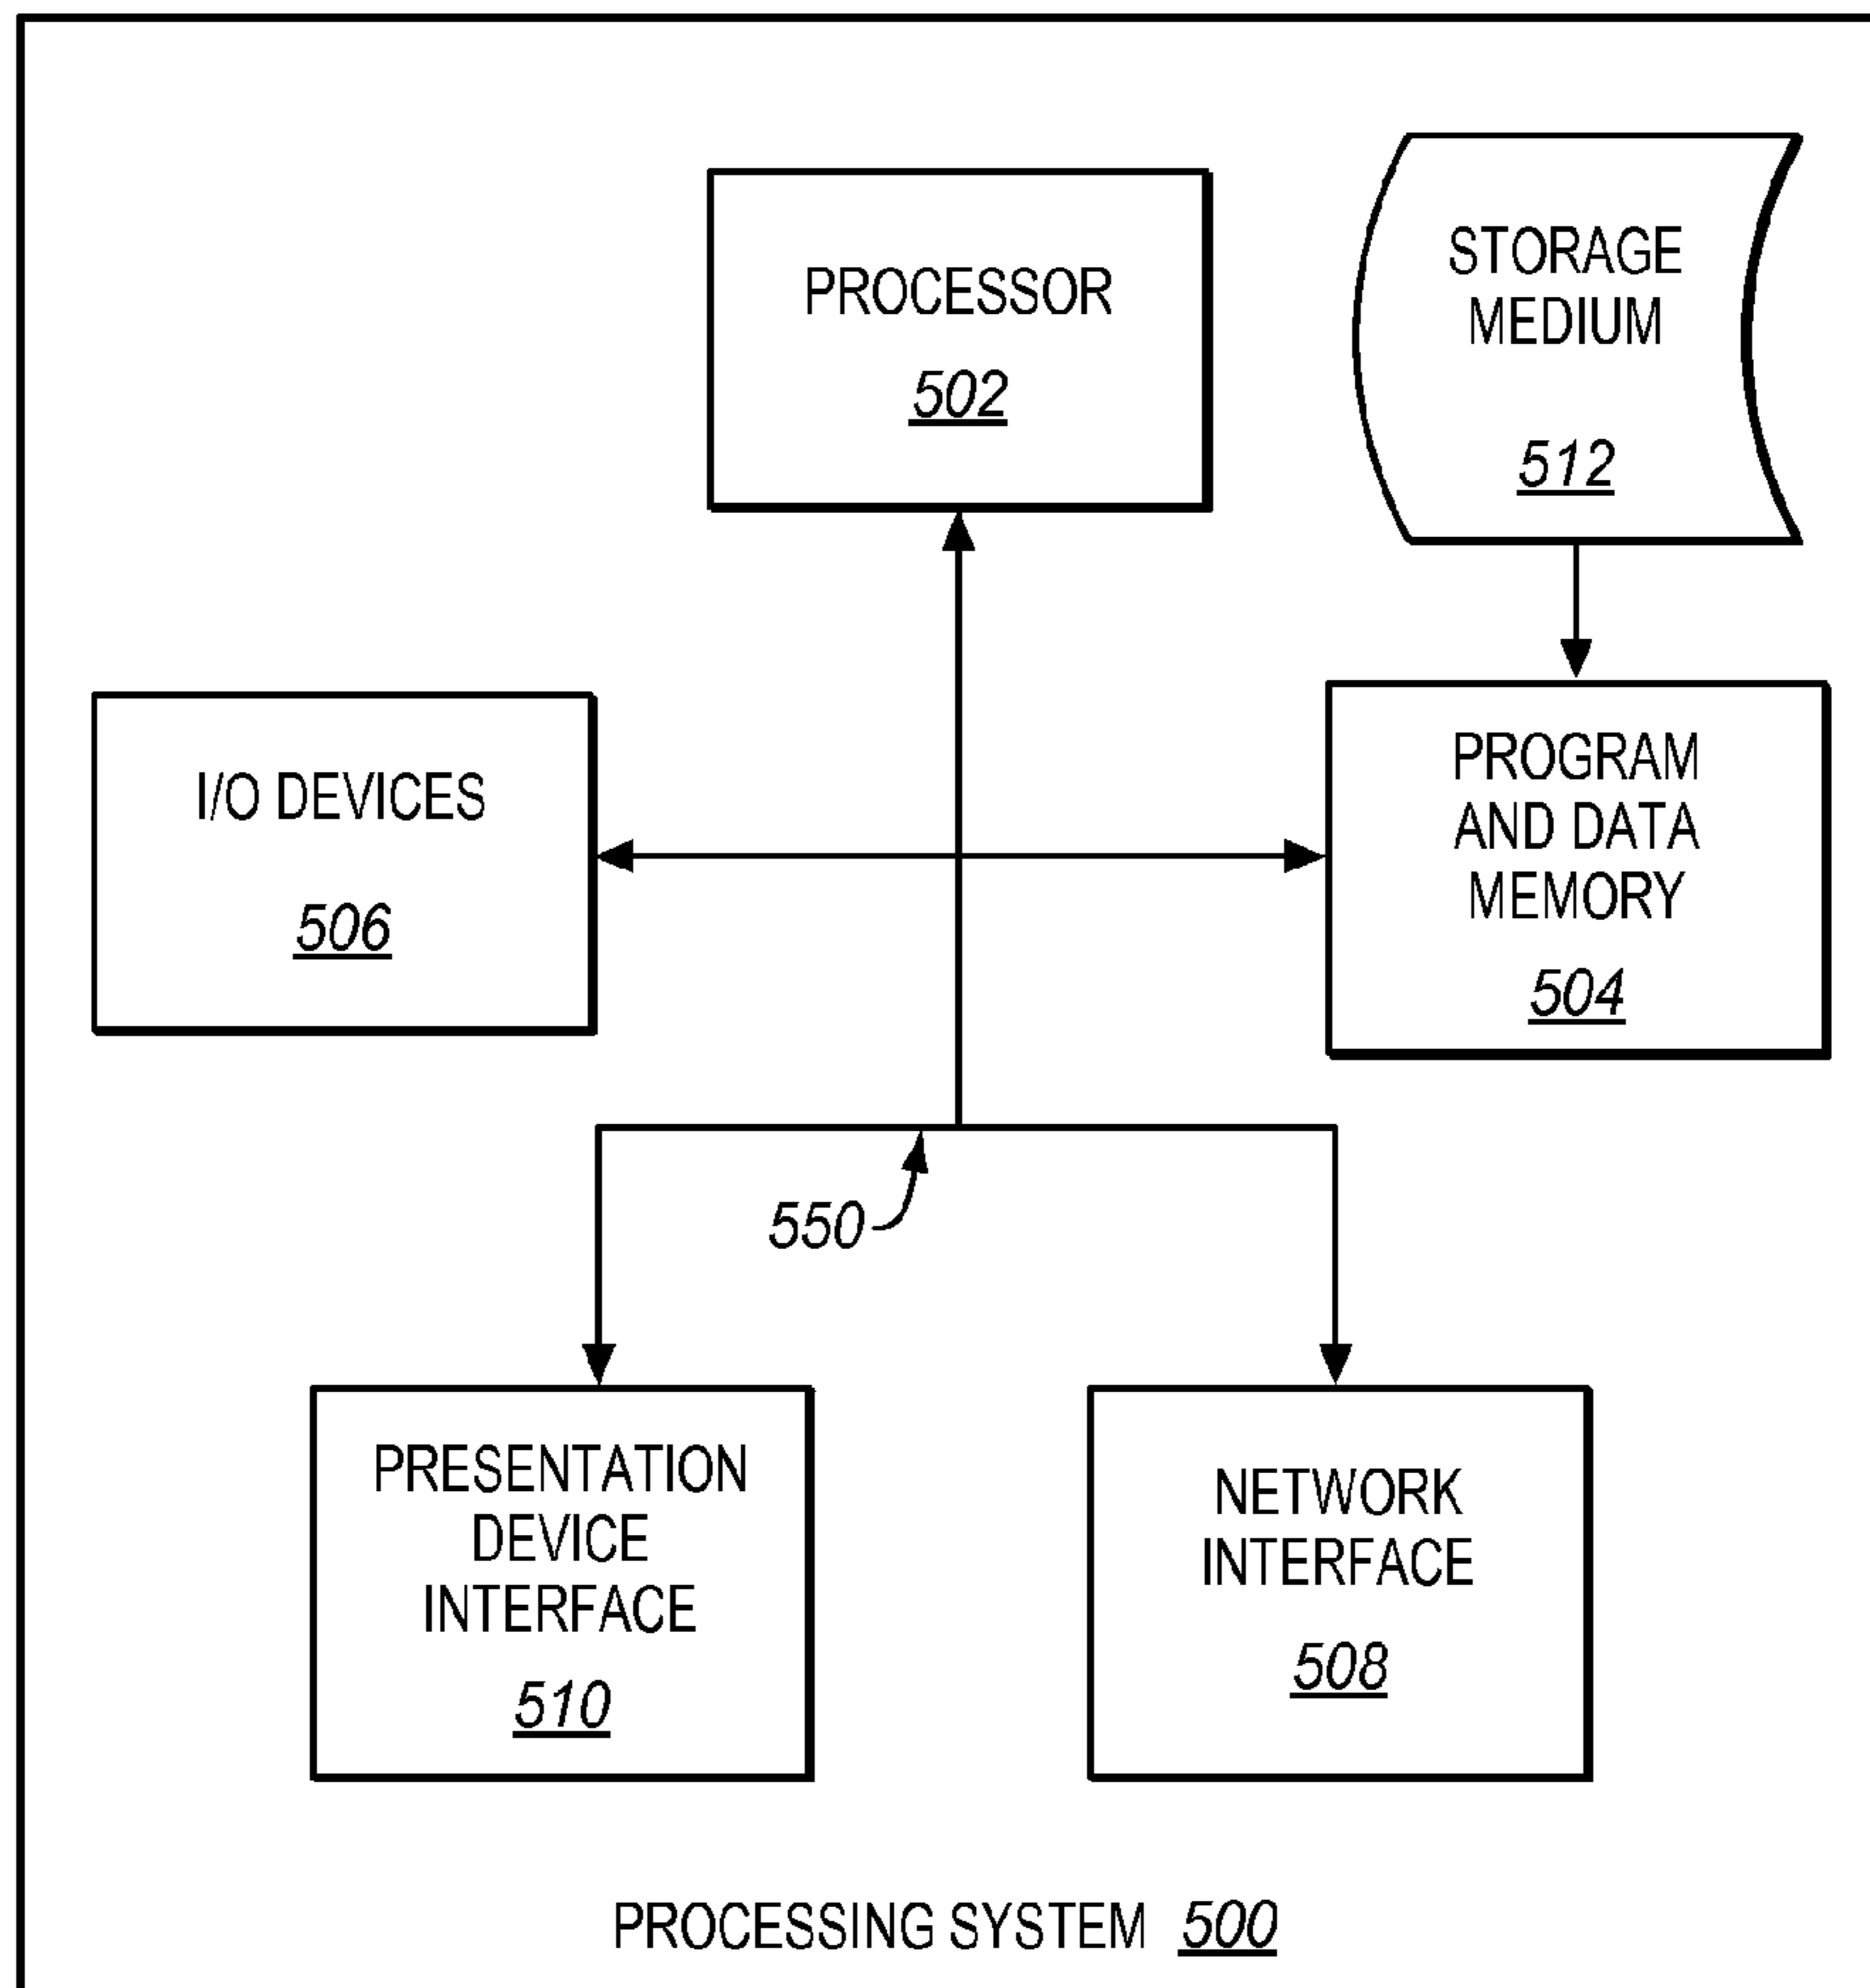 PROCESSOR
502
STORAGE
MEDIUM
512
I/O DEVICES
506
PROGRAM
AND DATA
MEMORY
504
550
PRESENTATION
DEVICE
INTERFACE
510
NETWORK
INTERFACE
508
PROCESSING SYSTEM 500